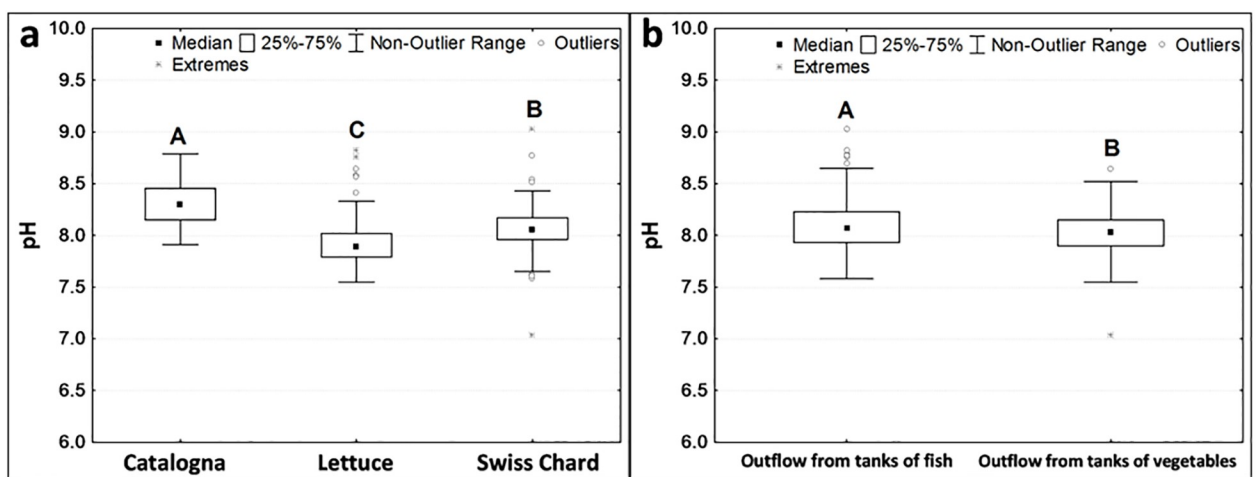 a
Median 25%-75% Non-Outlier Range Outliers
Extremes
10.0
9.5
9.0
8.5
8.0
7.5
7.0
6.5
6.0
pH
A
C
B
Catalogna Lettuce Swiss Chard
b
Median 25%-75% Non-Outlier Range Outliers
Extremes
10.0
9.5
9.0
8.5
8.0
7.5
7.0
6.5
6.0
pH
A
B
Outflow from tanks of fish Outflow from tanks of vegetables